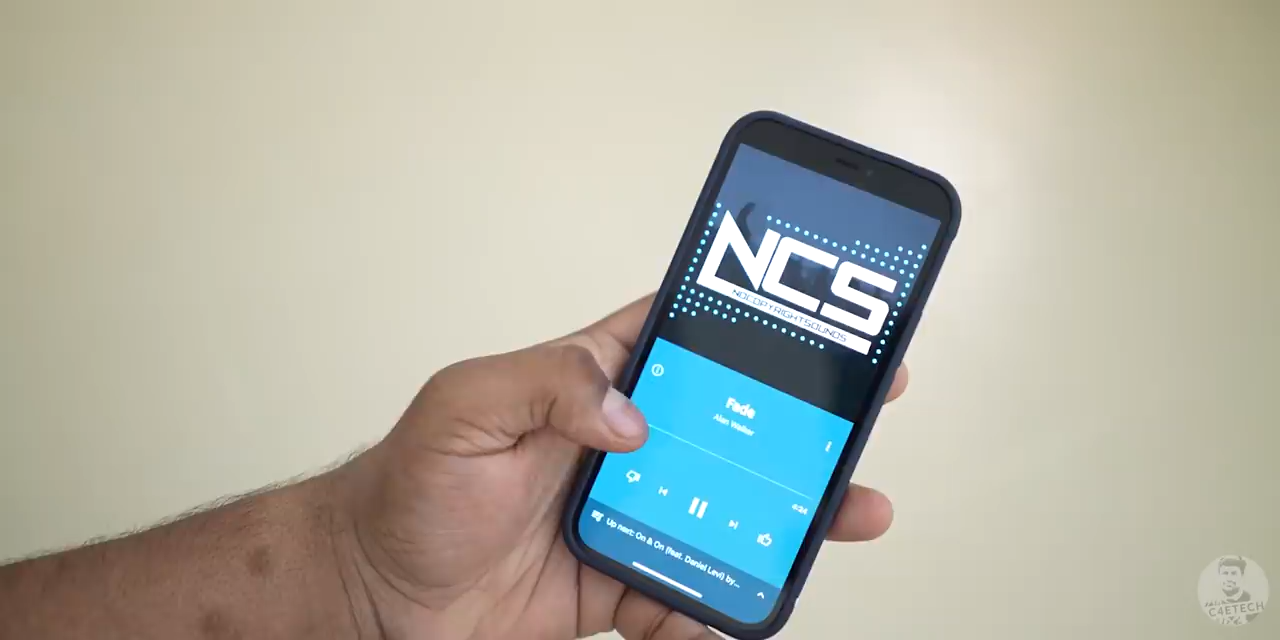 NCS
NOCOPYRIGHTSOUNDS
Fade
Alan Walker
4:24
Up next: On & On (feat. Daniel Levi) by...
C4ETECH